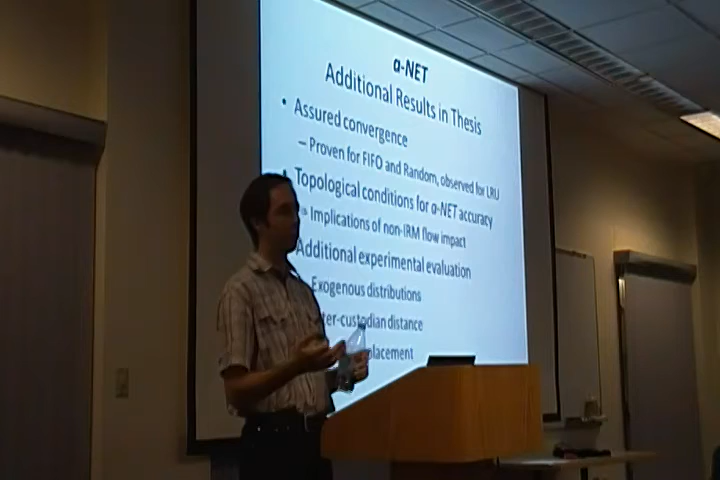 a-NET
Additional Results in Thesis
• Assured convergence
– Proven for FIFO and Random, observed for LRU
Topological conditions for a-NET accuracy
Implications of non-IRM flow impact
Additional experimental evaluation
Exogenous distributions
ter-custodian distance
placement